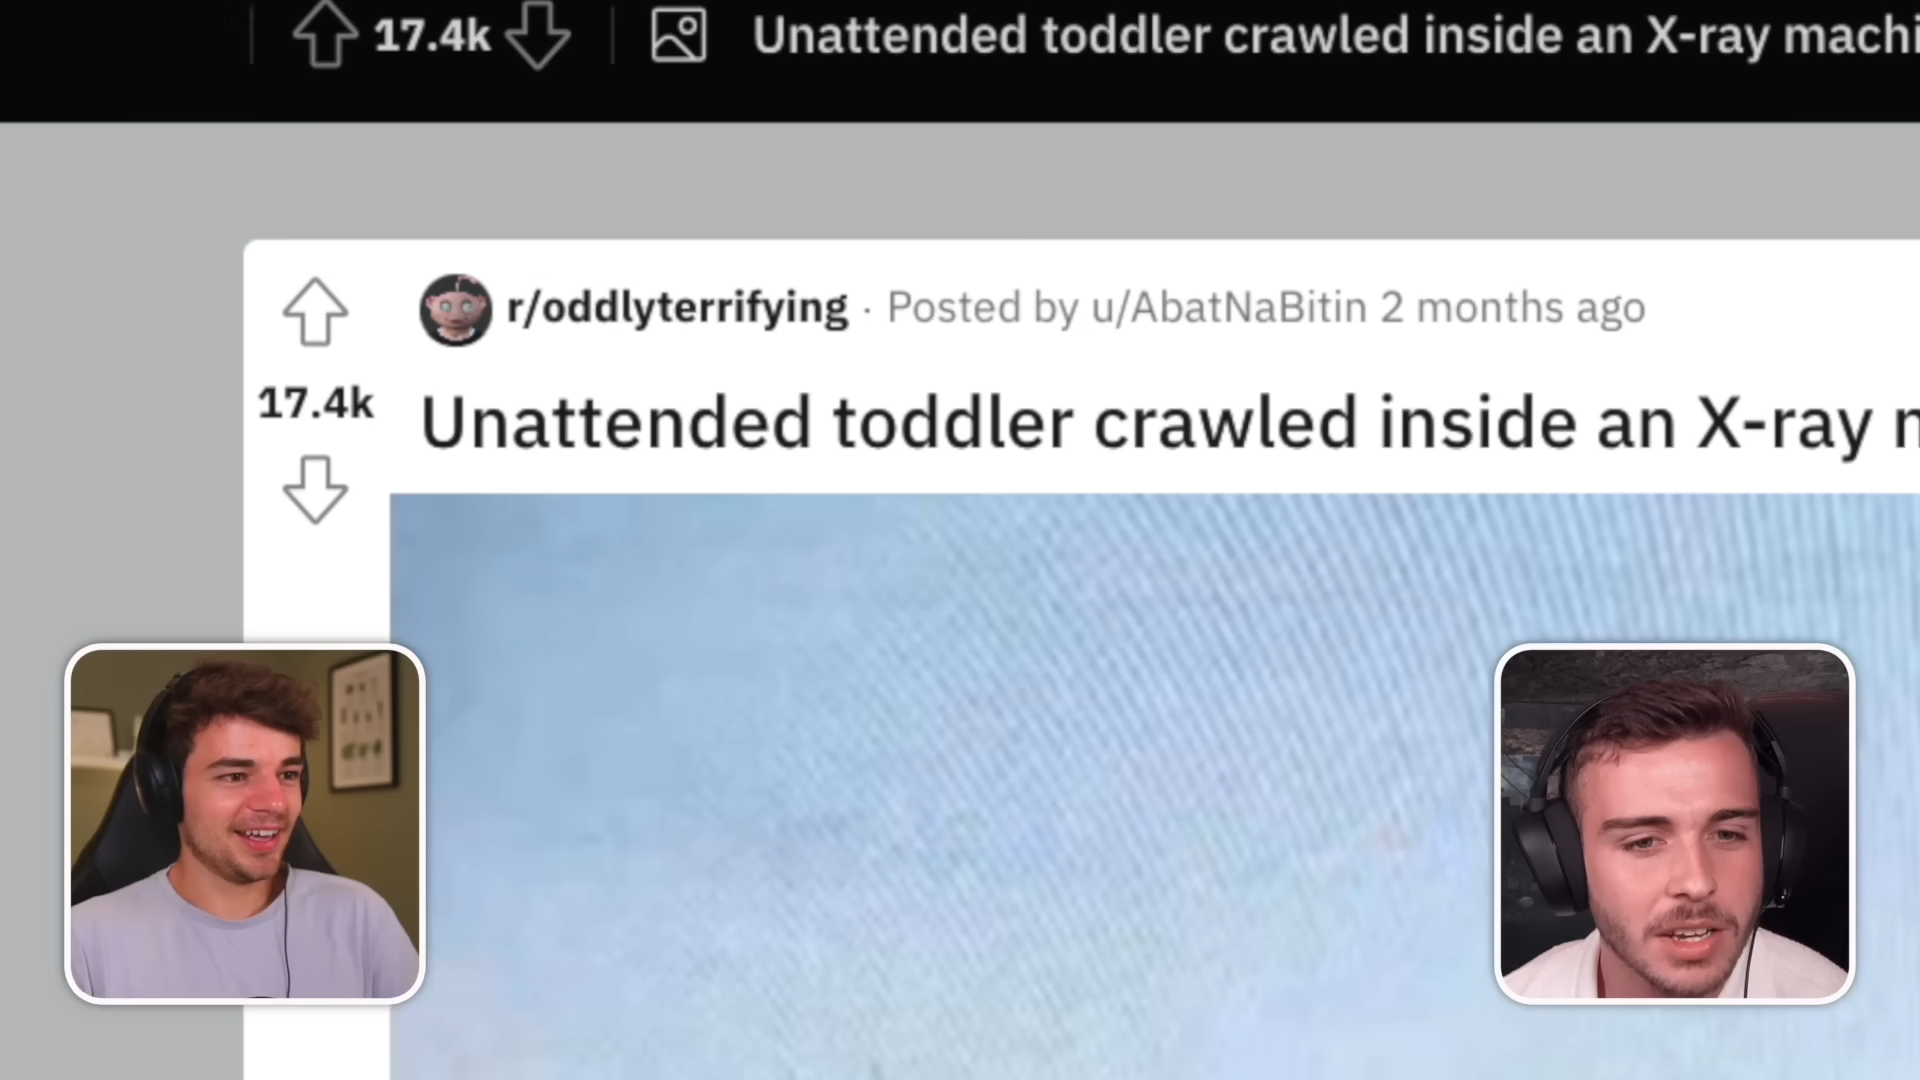 17.4k
Unattended toddler crawled inside an X-ray machi
r/oddlyterrifying · Posted by u/AbatNaBitin 2 months ago
17.4k
Unattended toddler crawled inside an X-ray